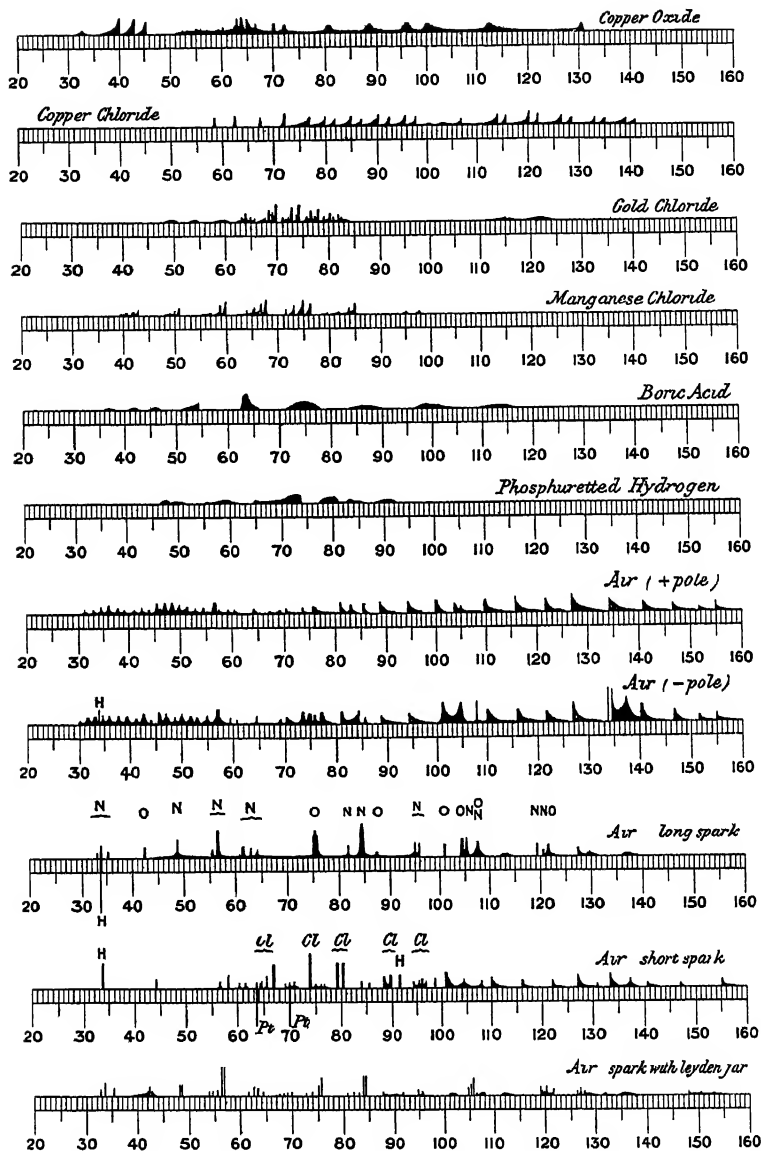 Copper Oxide
20 30 40 50 60 70 80 90 100 110 120 130 140 150 160
Copper Chloride
20 30 40 50 60 70 80 90 100 110 120 130 140 150 160
Gold Chloride
20 30 40 50 60 70 80 90 100 110 120 130 140 150 160
Manganese Chloride
20 30 40 50 60 70 80 90 100 110 120 130 140 150 160
Boric Acid
20 30 40 50 60 70 80 90 100 110 120 130 140 150 160
Phosphuretted Hydrogen
20 30 40 50 60 70 80 90 100 110 120 130 140 150 160
Air (+pole)
20 30 40 50 60 70 80 90 100 110 120 130 140 150 160
Air (-pole)
H
20 30 40 50 60 70 80 90 100 110 120 130 140 150 160
N O N N N O N N O N O O N O N N N O
Air long spark
20 30 40 50 60 70 80 90 100 110 120 130 140 150 160
H
H Cl Cl Cl Cl H Cl
Air short spark
Pt Pt
20 30 40 50 60 70 80 90 100 110 120 130 140 150 160
Air spark with leyden jar
20 30 40 50 60 70 80 90 100 110 120 130 140 150 160